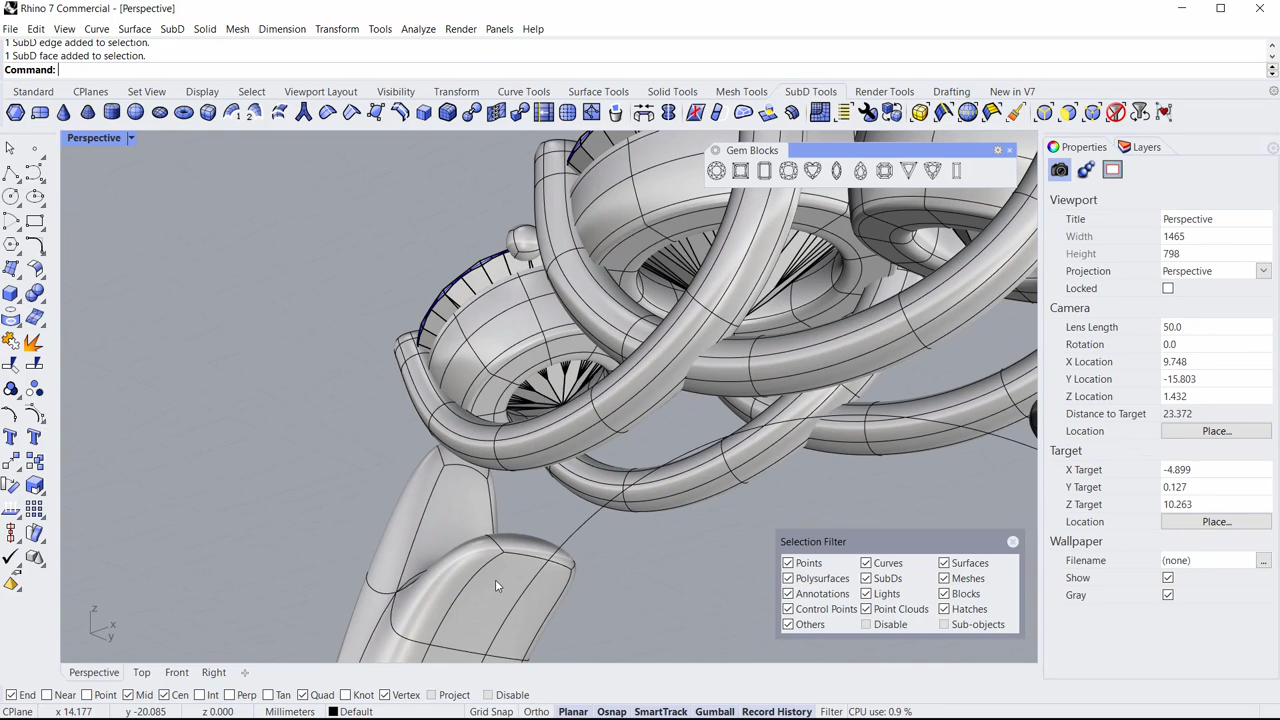 Rhino 7 Commercial - [Perspective]
File Edit View Curve Surface SubD Solid Mesh Dimension Transform Tools Analyze Render Panels Help
1 SubD edge added to selection.
1 SubD face added to selection.
Command:
Standard CPlanes Set View Display Select Viewport Layout Visibility Transform Curve Tools Surface Tools Solid Tools Mesh Tools SubD Tools Render Tools Drafting New in V7
Perspective
Gem Blocks
Properties Layers
Viewport
Title Perspective
Width 1465
Height 798
Projection Perspective
Locked
Camera
Lens Length 50.0
Rotation 0.0
X Location 9.748
Y Location -15.803
Z Location 1.432
Distance to Target 23.372
Location Place...
Target
X Target -4.899
Y Target 0.127
Z Target 10.263
Location Place...
Wallpaper
Filename (none) ...
Show
Gray
Selection Filter
Points Curves Surfaces
Polysurfaces SubDs Meshes
Annotations Lights Blocks
Control Points Point Clouds Hatches
Others Disable Sub-objects
z
x
y
Perspective Top Front Right
End Near Point Mid Cen Int Perp Tan Quad Knot Vertex Project Disable
CPlane x 14.177 y -20.085 z 0.000 Millimeters Default Grid Snap Ortho Planar Osnap SmartTrack Gumball Record History Filter CPU use: 0.9 %